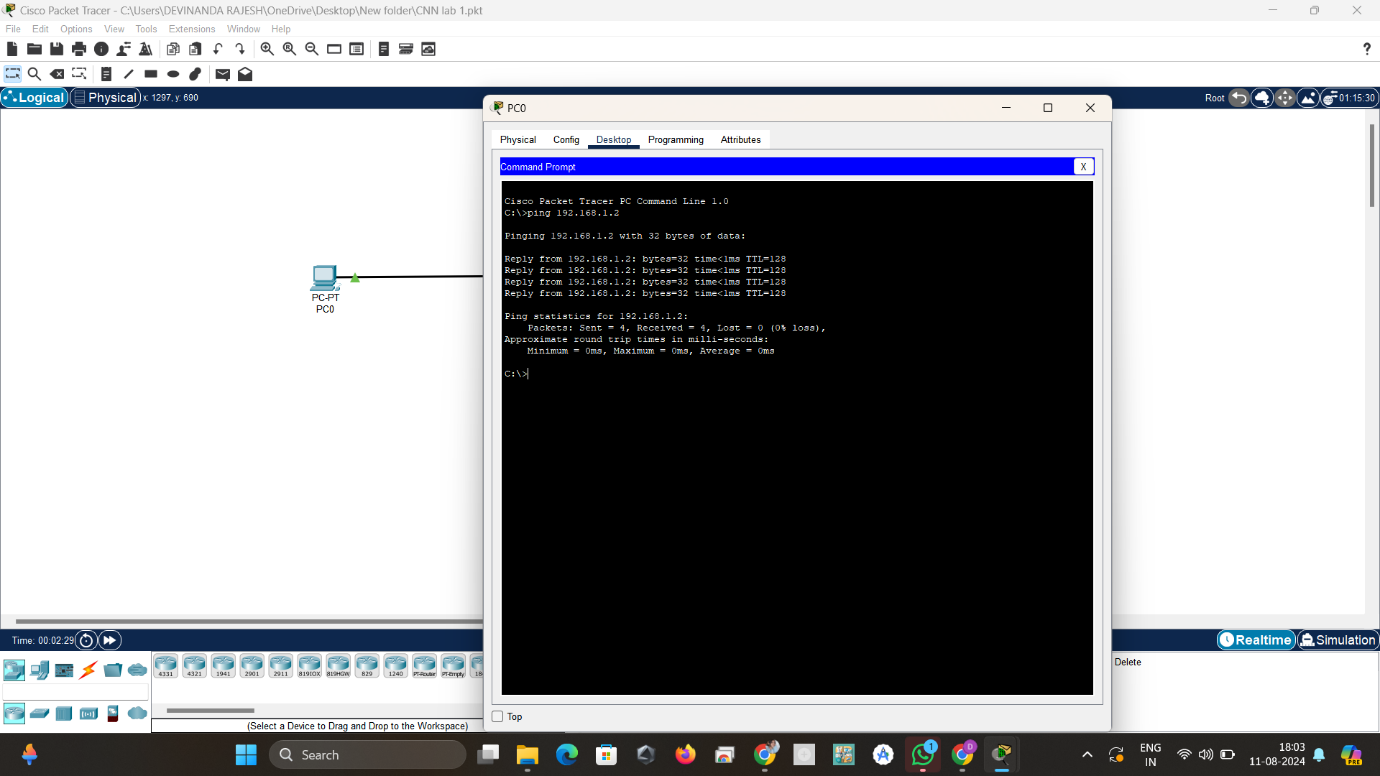 Cisco Packet Tracer - C:\Users\DEVINANDA RAJESH\OneDrive\Desktop\New folder\CNN lab 1.pkt
File Edit Options View Tools Extensions Window Help
Logical Physical x: 1297, y: 690
Root 01:15:30
PC0
Physical Config Desktop Programming Attributes
Command Prompt X
Cisco Packet Tracer PC Command Line 1.0
C:\>ping 192.168.1.2
Pinging 192.168.1.2 with 32 bytes of data:
Reply from 192.168.1.2: bytes=32 time<1ms TTL=128
Reply from 192.168.1.2: bytes=32 time<1ms TTL=128
Reply from 192.168.1.2: bytes=32 time<1ms TTL=128
Reply from 192.168.1.2: bytes=32 time<1ms TTL=128
Ping statistics for 192.168.1.2:
Packets: Sent = 4, Received = 4, Lost = 0 (0% loss),
Approximate round trip times in milli-seconds:
Minimum = 0ms, Maximum = 0ms, Average = 0ms
C:\>
PC-PT
PC0
Top
Time: 00:02:29
Realtime Simulation
4331 4321 1941 2901 2911 819IOX 819HGW 829 1240 PT-Router PT-Empty
Delete
(Select a Device to Drag and Drop to the Workspace)
Search
1
D
ENG
IN
18:03
11-08-2024
PRE